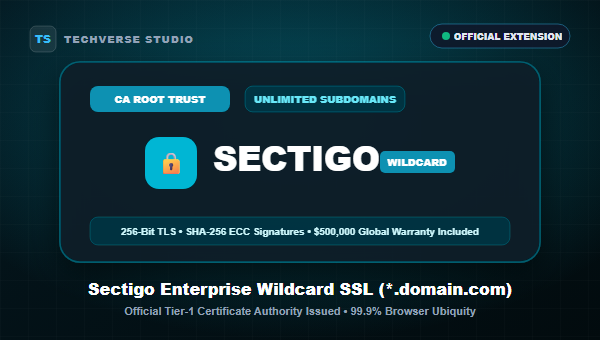 TS TECHVERSE STUDIO
OFFICIAL EXTENSION
CA ROOT TRUST
UNLIMITED SUBDOMAINS
SECTIGO WILDCARD
256-Bit TLS • SHA-256 ECC Signatures • $500,000 Global Warranty Included
Sectigo Enterprise Wildcard SSL (*.domain.com)
Official Tier-1 Certificate Authority Issued • 99.9% Browser Ubiquity